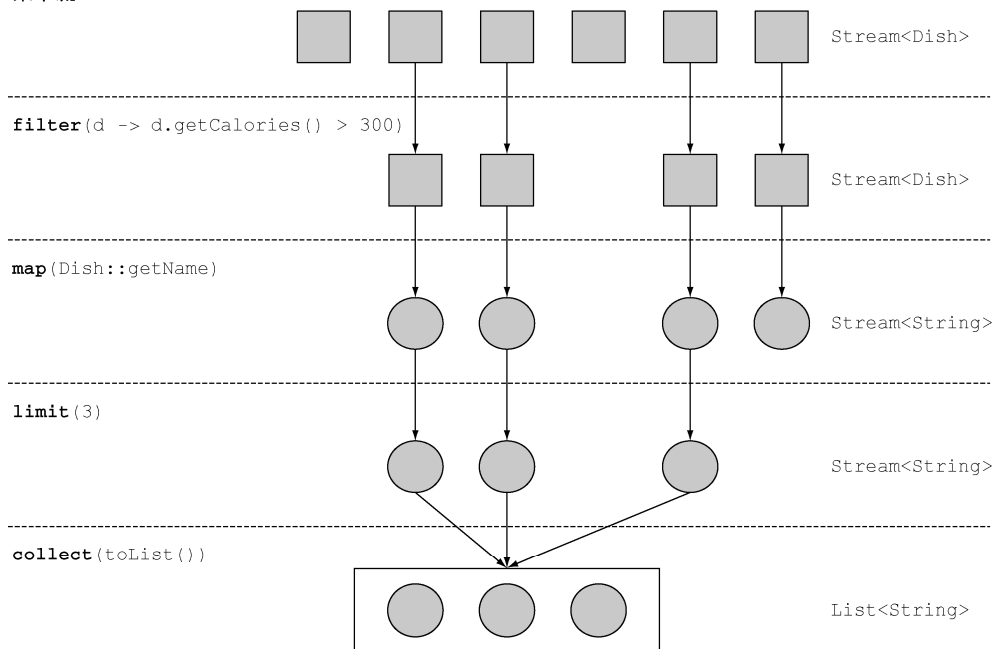 Stream<Dish>
filter(d -> d.getCalories() > 300)
Stream<Dish>
map(Dish::getName)
Stream<String>
limit(3)
Stream<String>
collect(toList())
List<String>